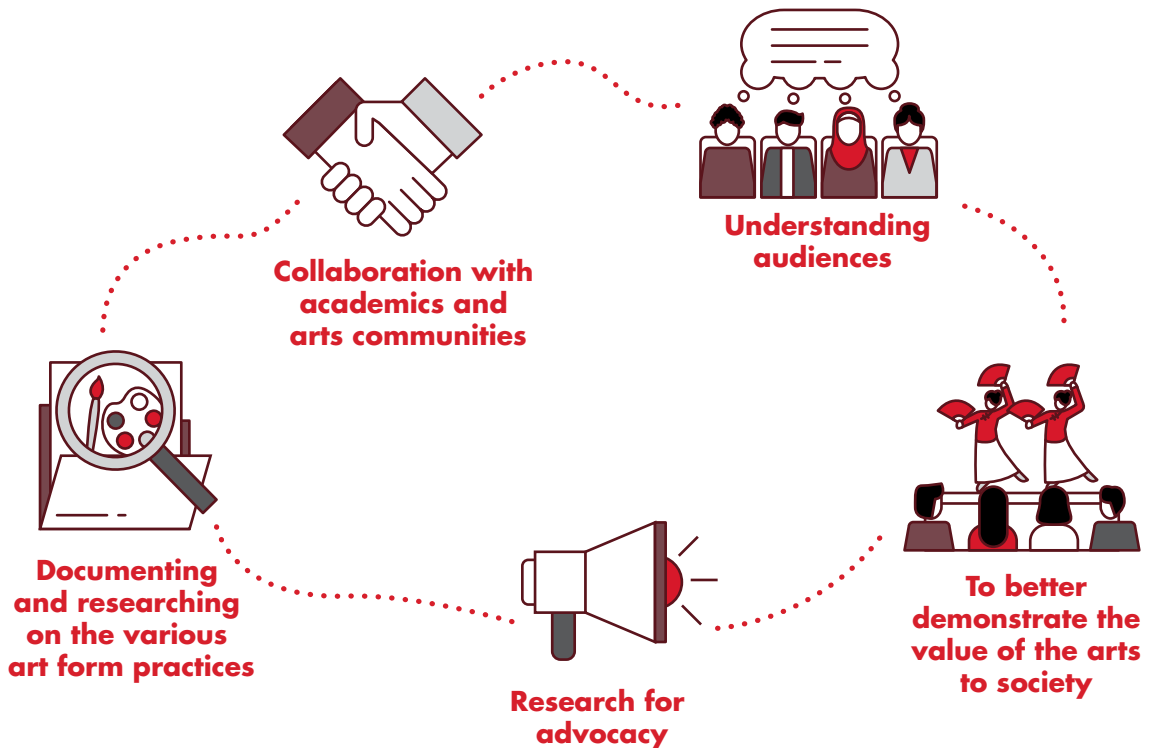 Understanding
audiences
Collaboration with
academics and
arts communities
Documenting
and researching
on the various
art form practices
To better
demonstrate the
value of the arts
to society
Research for
advocacy